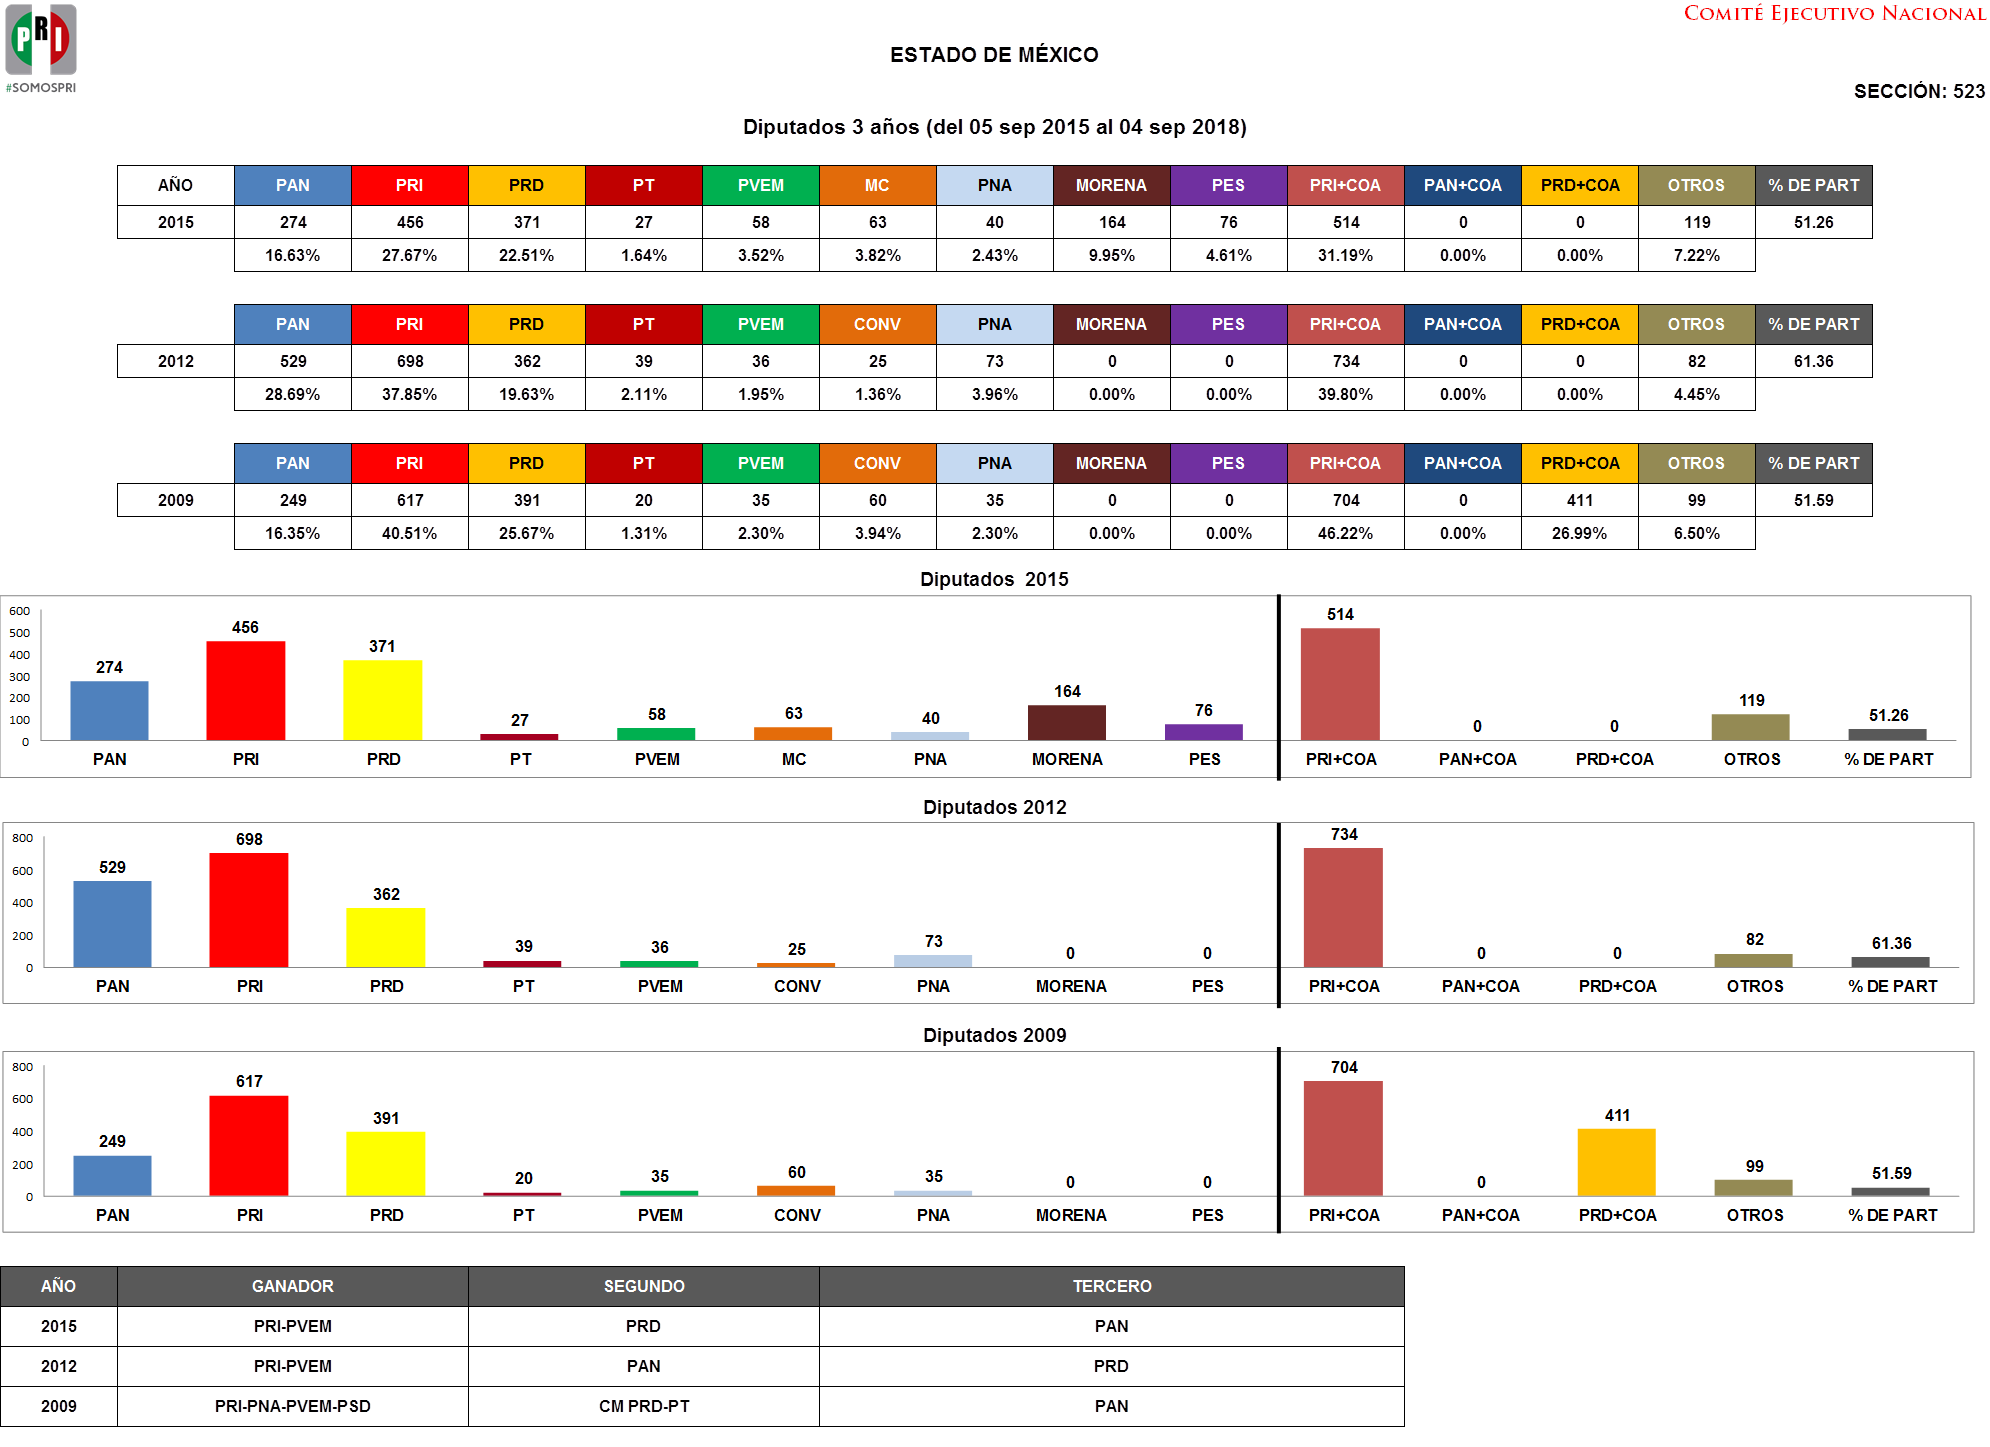 PRI
#SOMOSPRI
COMITÉ EJECUTIVO NACIONAL
ESTADO DE MÉXICO
SECCIÓN: 523
Diputados 3 años (del 05 sep 2015 al 04 sep 2018)
AÑO PAN PRI PRD PT PVEM MC PNA MORENA PES PRI+COA PAN+COA PRD+COA OTROS % DE PART
2015 274 456 371 27 58 63 40 164 76 514 0 0 119 51.26
16.63% 27.67% 22.51% 1.64% 3.52% 3.82% 2.43% 9.95% 4.61% 31.19% 0.00% 0.00% 7.22%
PAN PRI PRD PT PVEM CONV PNA MORENA PES PRI+COA PAN+COA PRD+COA OTROS % DE PART
2012 529 698 362 39 36 25 73 0 0 734 0 0 82 61.36
28.69% 37.85% 19.63% 2.11% 1.95% 1.36% 3.96% 0.00% 0.00% 39.80% 0.00% 0.00% 4.45%
PAN PRI PRD PT PVEM CONV PNA MORENA PES PRI+COA PAN+COA PRD+COA OTROS % DE PART
2009 249 617 391 20 35 60 35 0 0 704 0 411 99 51.59
16.35% 40.51% 25.67% 1.31% 2.30% 3.94% 2.30% 0.00% 0.00% 46.22% 0.00% 26.99% 6.50%
Diputados 2015
600
500
400
300
200
100
0
274 456 371 27 58 63 40 164 76 514 0 0 119 51.26
PAN PRI PRD PT PVEM MC PNA MORENA PES PRI+COA PAN+COA PRD+COA OTROS % DE PART
Diputados 2012
800
600
400
200
0
529 698 362 39 36 25 73 0 0 734 0 0 82 61.36
PAN PRI PRD PT PVEM CONV PNA MORENA PES PRI+COA PAN+COA PRD+COA OTROS % DE PART
Diputados 2009
800
600
400
200
0
249 617 391 20 35 60 35 0 0 704 0 411 99 51.59
PAN PRI PRD PT PVEM CONV PNA MORENA PES PRI+COA PAN+COA PRD+COA OTROS % DE PART
AÑO GANADOR SEGUNDO TERCERO
2015 PRI-PVEM PRD PAN
2012 PRI-PVEM PAN PRD
2009 PRI-PNA-PVEM-PSD CM PRD-PT PAN